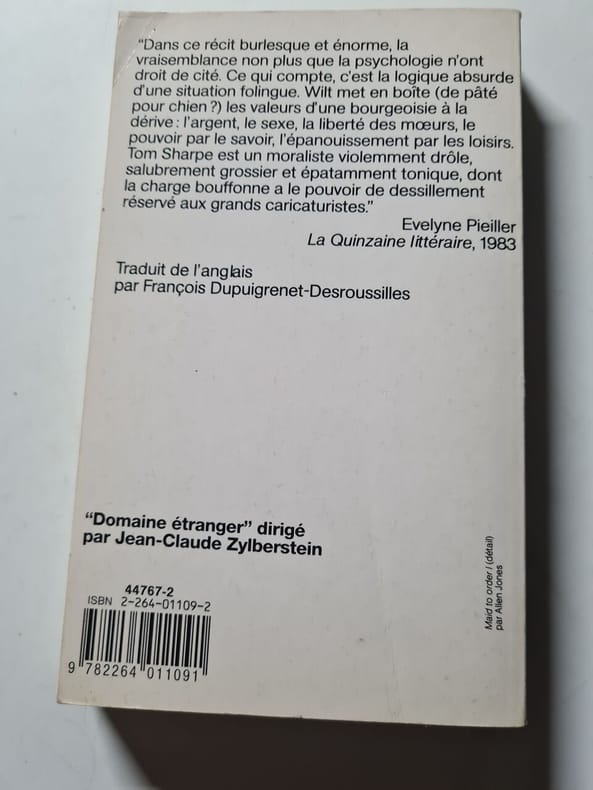 “Dans ce récit burlesque et énorme, la
vraisemblance non plus que la psychologie n’ont
droit de cité. Ce qui compte, c’est la logique absurde
d’une situation folingue. Wilt met en boîte (de pâté
pour chien ?) les valeurs d’une bourgeoisie à la
dérive : l’argent, le sexe, la liberté des mœurs, le
pouvoir par le savoir, l’épanouissement par les loisirs.
Tom Sharpe est un moraliste violemment drôle,
salubrement grossier et épatamment tonique, dont
la charge bouffonne a le pouvoir de dessillement
réservé aux grands caricaturistes.”
Evelyne Pieiller
La Quinzaine littéraire, 1983
Traduit de l’anglais
par François Dupuigrenet-Desroussilles
“Domaine étranger” dirigé
par Jean-Claude Zylberstein
44767-2
ISBN 2-264-01109-2
9 782264 011091
Maid to order I (détail)
par Allen Jones